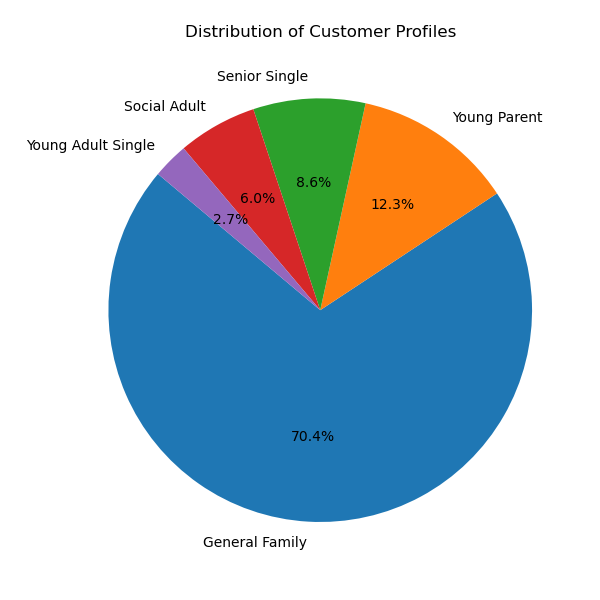 Distribution of Customer Profiles
Senior Single
Social Adult
Young Parent
Young Adult Single
8.6%
6.0%
12.3%
2.7%
70.4%
General Family